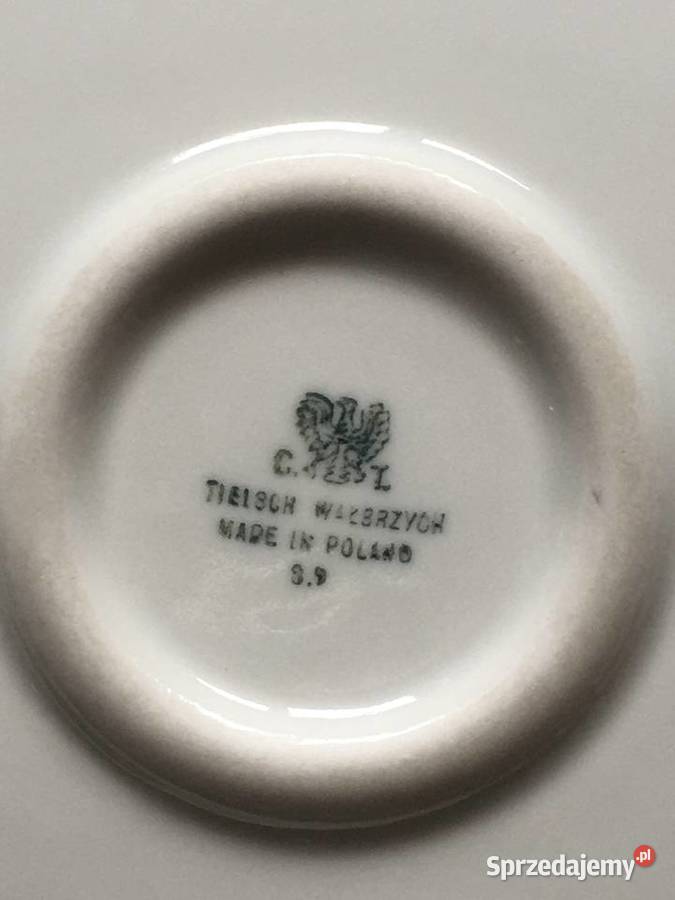 C. T
TIELSCH WAŁBRZYCH
MADE IN POLAND
S.9
Sprzedajemy.pl